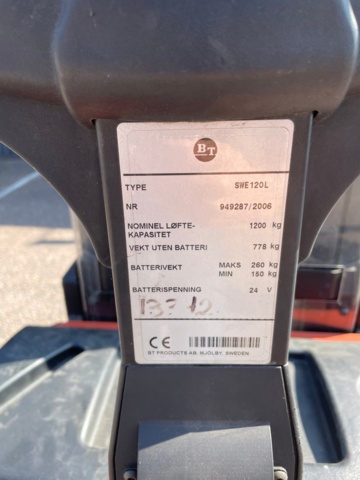 BT
TYPE SWE120L
NR 949287/2006
NOMINEL LØFTE-
KAPASITET 1200 kg
VEKT UTEN BATTERI 778 kg
BATTERIVEKT MAKS 260 kg
MIN 150 kg
BATTERISPENNING 24 V
CE
BT PRODUCTS AB, MJÖLBY, SWEDEN